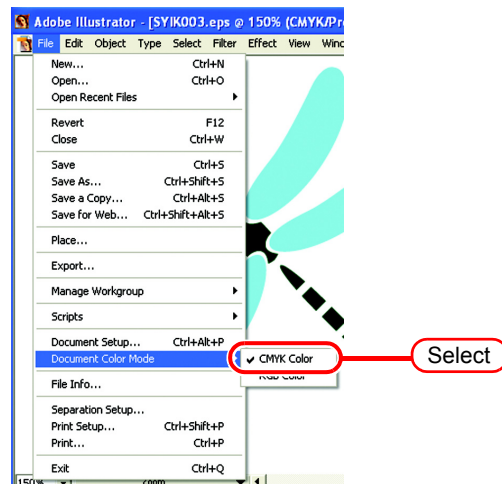 Adobe Illustrator - [SYIK003.eps @ 150% (CMYK/Pr
File Edit Object Type Select Filter Effect View Wind
New... Ctrl+N
Open... Ctrl+O
Open Recent Files
Revert F12
Close Ctrl+W
Save Ctrl+S
Save As... Ctrl+Shift+S
Save a Copy... Ctrl+Alt+S
Save for Web... Ctrl+Shift+Alt+S
Place...
Export...
Manage Workgroup
Scripts
Document Setup... Ctrl+Alt+P
Document Color Mode ✓ CMYK Color Select
RGB Color
File Info...
Separation Setup...
Print Setup... Ctrl+Shift+P
Print... Ctrl+P
Exit Ctrl+Q
150% Zoom